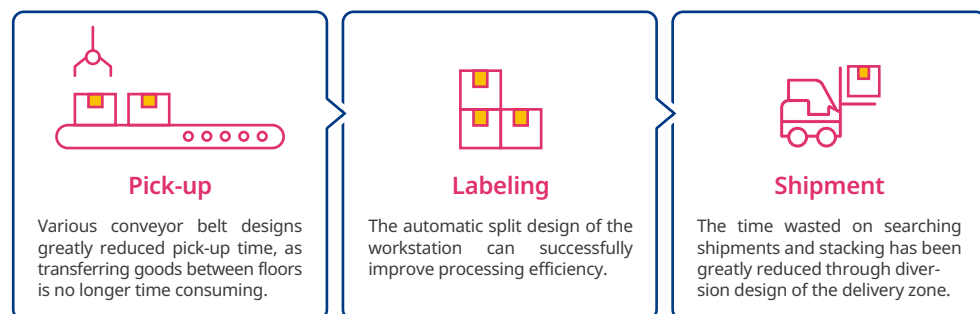 Pick-up
Various conveyor belt designs
greatly reduced pick-up time, as
transferring goods between floors
is no longer time consuming.
Labeling
The automatic split design of the
workstation can successfully
improve processing efficiency.
Shipment
The time wasted on searching
shipments and stacking has been
greatly reduced through diver-
sion design of the delivery zone.